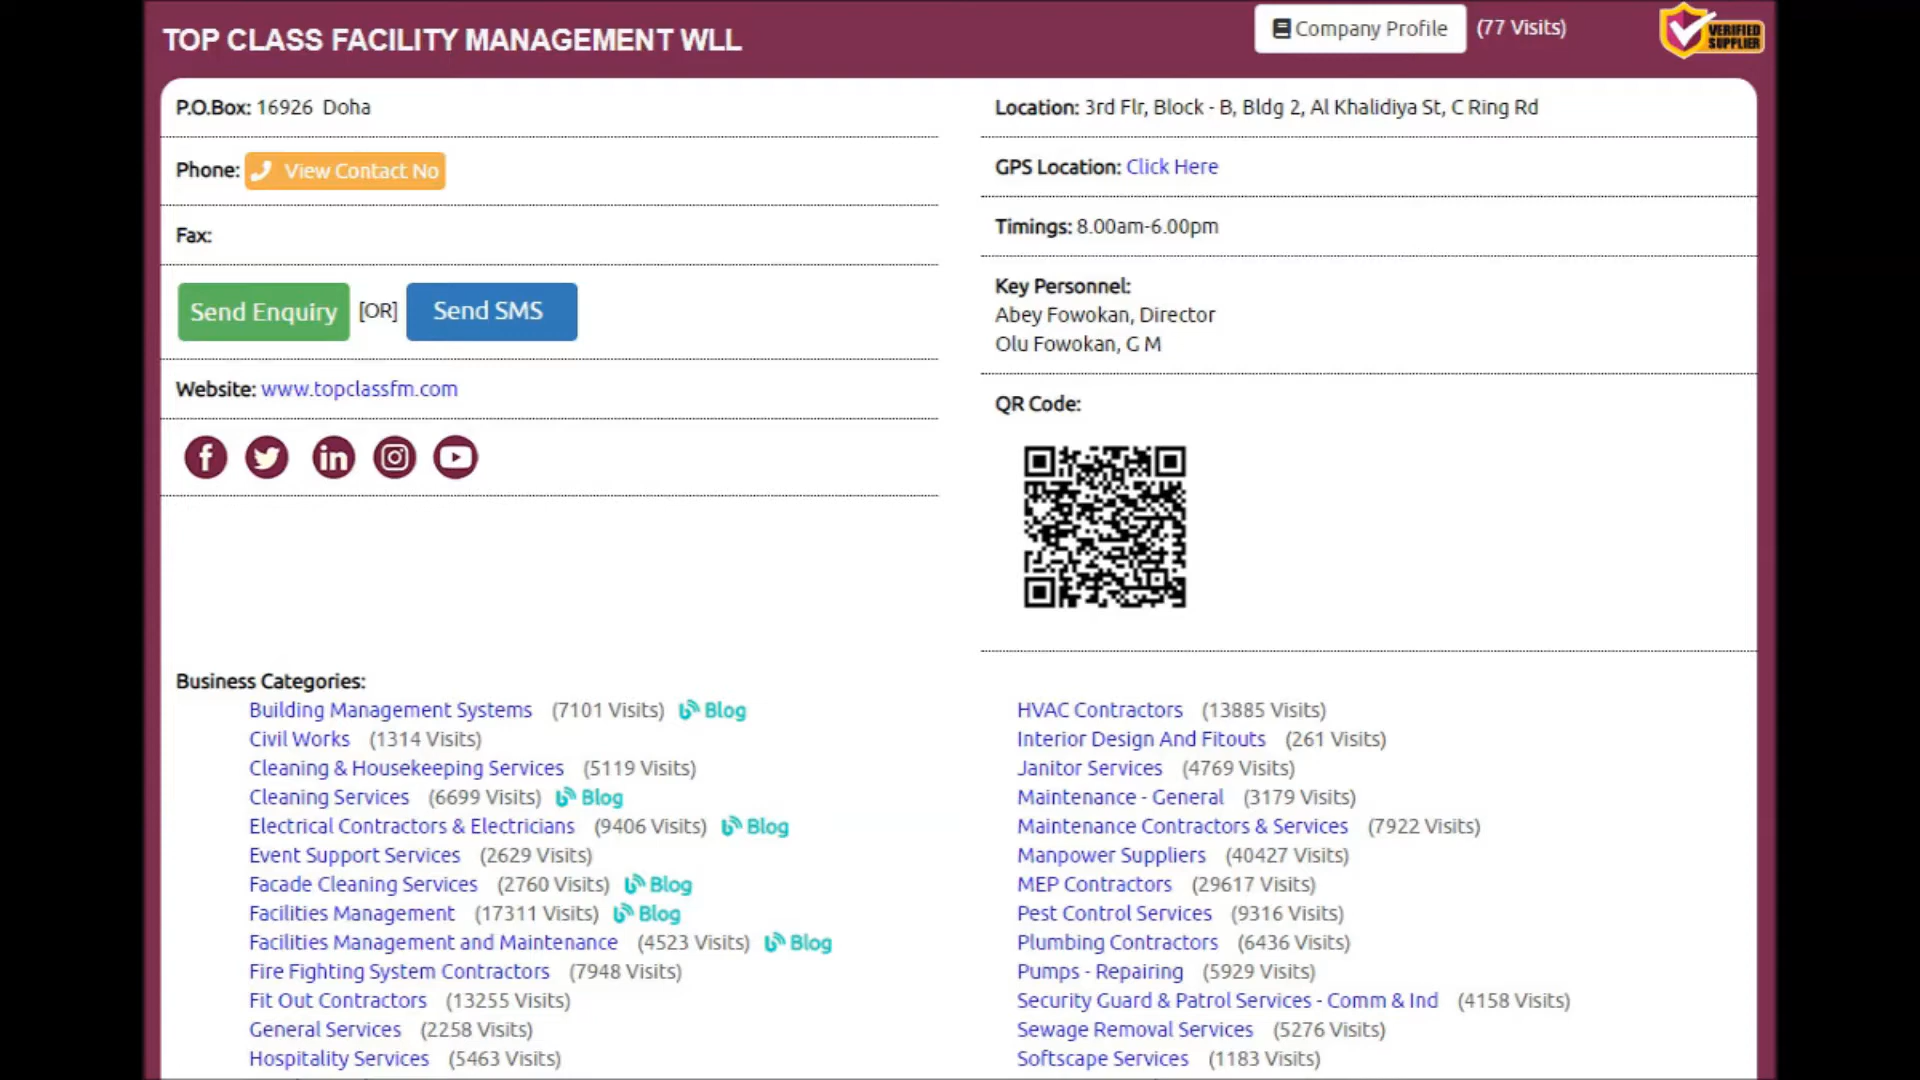 TOP CLASS FACILITY MANAGEMENT WLL
Company Profile (77 Visits)
VERIFIED
SUPPLIER
P.O.Box: 16926 Doha
Phone: View Contact No
Fax:
Send Enquiry [OR] Send SMS
Website: www.topclassfm.com
Location: 3rd Flr, Block - B, Bldg 2, Al Khalidiya St, C Ring Rd
GPS Location: Click Here
Timings: 8.00am-6.00pm
Key Personnel:
Abey Fowokan, Director
Olu Fowokan, G M
QR Code:
Business Categories:
Building Management Systems (7101 Visits) Blog
Civil Works (1314 Visits)
Cleaning & Housekeeping Services (5119 Visits)
Cleaning Services (6699 Visits) Blog
Electrical Contractors & Electricians (9406 Visits) Blog
Event Support Services (2629 Visits)
Facade Cleaning Services (2760 Visits) Blog
Facilities Management (17311 Visits) Blog
Facilities Management and Maintenance (4523 Visits) Blog
Fire Fighting System Contractors (7948 Visits)
Fit Out Contractors (13255 Visits)
General Services (2258 Visits)
Hospitality Services (5463 Visits)
HVAC Contractors (13885 Visits)
Interior Design And Fitouts (261 Visits)
Janitor Services (4769 Visits)
Maintenance - General (3179 Visits)
Maintenance Contractors & Services (7922 Visits)
Manpower Suppliers (40427 Visits)
MEP Contractors (29617 Visits)
Pest Control Services (9316 Visits)
Plumbing Contractors (6436 Visits)
Pumps - Repairing (5929 Visits)
Security Guard & Patrol Services - Comm & Ind (4158 Visits)
Sewage Removal Services (5276 Visits)
Softscape Services (1183 Visits)